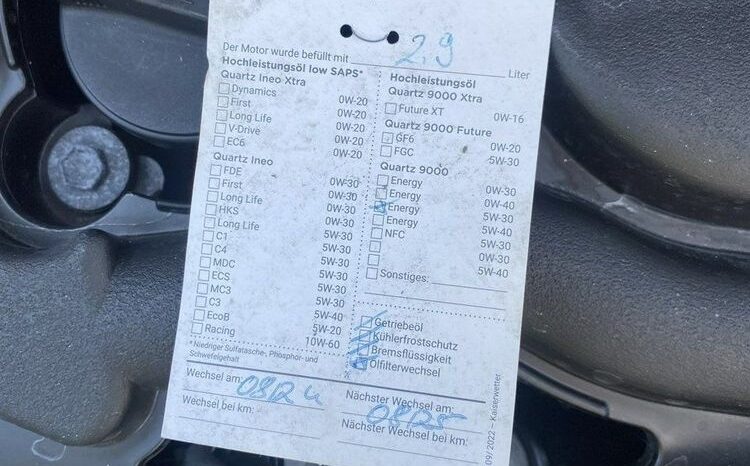 Der Motor wurde befüllt mit 2,9 Liter
Hochleistungsöl low SAPS*
Quartz Ineo Xtra
Dynamics 0W-20
First 0W-20
Long Life 0W-20
V-Drive 0W-20
EC6 0W-20
Quartz Ineo
FDE 0W-30
First 0W-30
Long Life 0W-30
HKS 0W-30
Long Life 5W-30
C1 5W-30
C4 5W-30
MDC 5W-30
ECS 5W-30
MC3 5W-30
C3 5W-40
EcoB 5W-20
Racing 10W-60
* Niedriger Sulfatasche-, Phosphor- und
Schwefelgehalt
Hochleistungsöl
Quartz 9000 Xtra
Future XT 0W-16
Quartz 9000 Future
GF6 0W-20
FGC 5W-30
Quartz 9000
Energy 0W-30
Energy 0W-40
Energy 5W-30
Energy 5W-40
NFC 5W-30
0W-30
5W-40
Sonstiges:
Getriebeöl
Kühlerfrostschutz
Bremsflüssigkeit
Ölfilterwechsel
Wechsel am: 08/24
Nächster Wechsel am: 08/25
Wechsel bei km:
Nächster Wechsel bei km:
09/2022 – Kaiserwetter